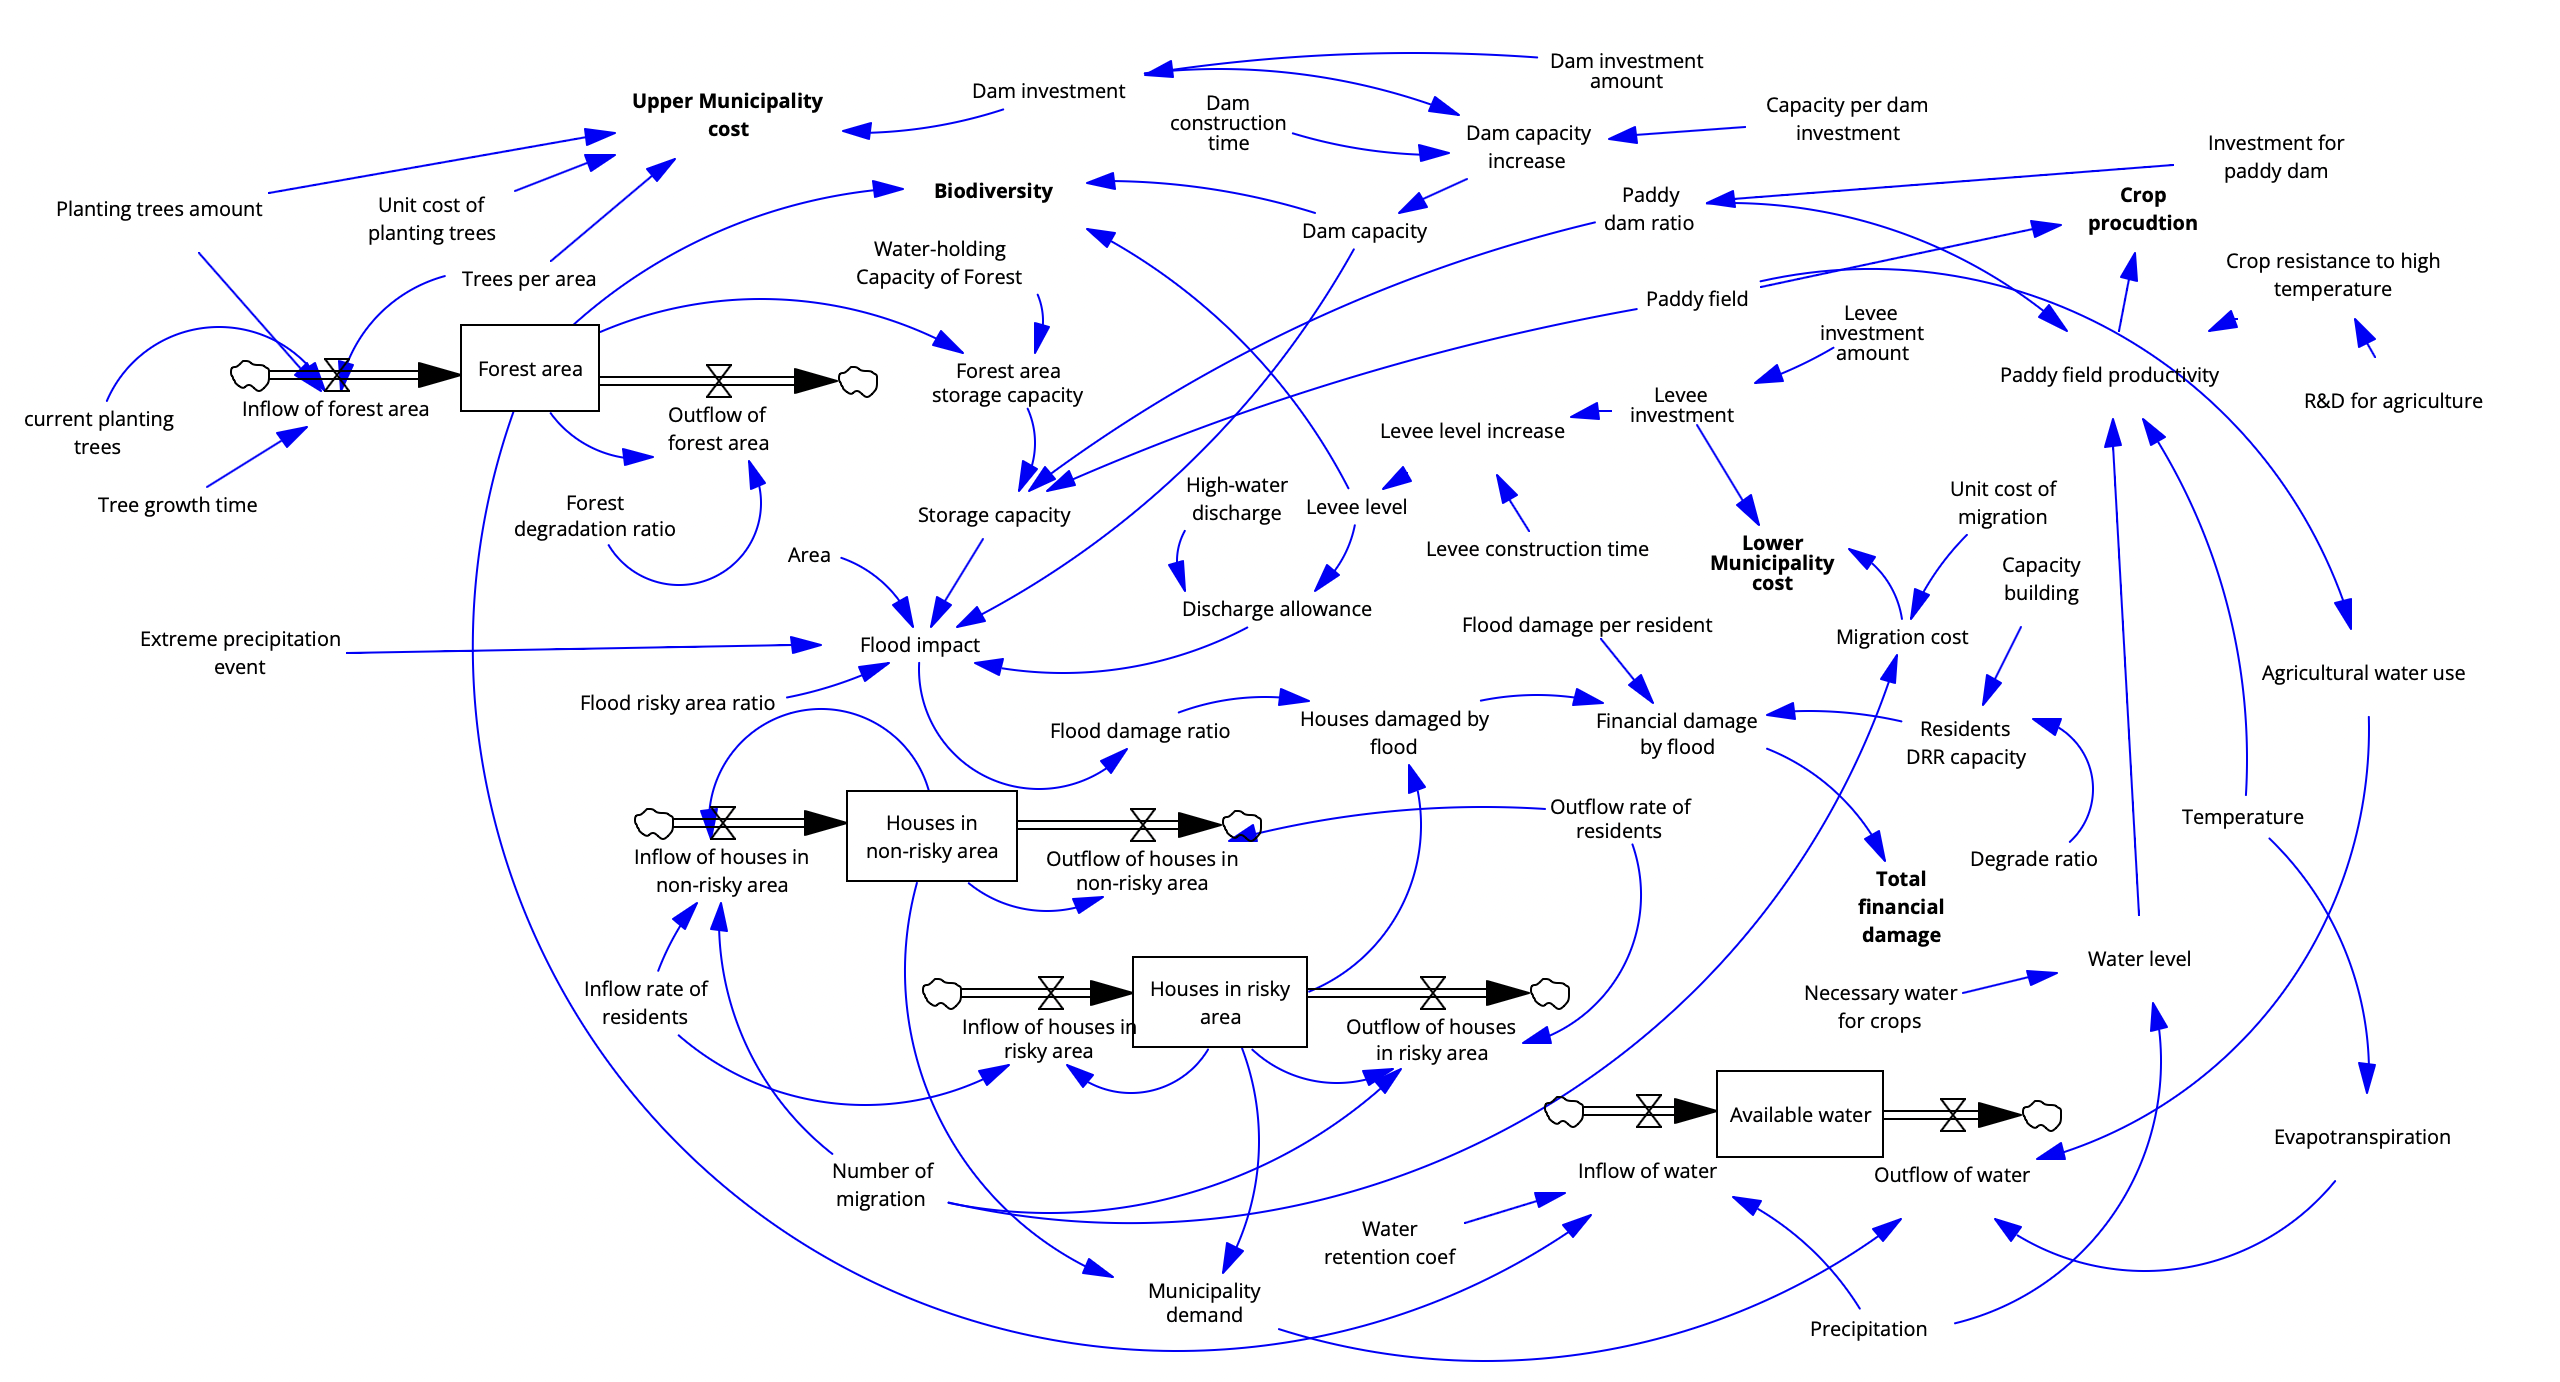 Dam investment
amount
Upper Municipality
cost
Dam investment
Dam
construction
time
Capacity per dam
investment
Dam capacity
increase
Investment for
paddy dam
Biodiversity
Paddy
dam ratio
Crop
procudtion
Planting trees amount
Unit cost of
planting trees
Dam capacity
Water-holding
Capacity of Forest
Trees per area
Paddy field
Crop resistance to high
temperature
Levee
investment
amount
Forest area
Forest area
storage capacity
Paddy field productivity
R&D for agriculture
current planting
trees
Inflow of forest area
Outflow of
forest area
Levee
investment
Levee level increase
Tree growth time
Forest
degradation ratio
Storage capacity
High-water
discharge
Levee level
Unit cost of
migration
Area
Levee construction time
Lower
Municipality
cost
Capacity
building
Discharge allowance
Extreme precipitation
event
Flood impact
Flood damage per resident
Migration cost
Agricultural water use
Flood risky area ratio
Flood damage ratio
Houses damaged by
flood
Financial damage
by flood
Residents
DRR capacity
Houses in
non-risky area
Outflow rate of
residents
Temperature
Inflow of houses in
non-risky area
Outflow of houses in
non-risky area
Degrade ratio
Total
financial
damage
Water level
Inflow rate of
residents
Houses in risky
area
Necessary water
for crops
Inflow of houses in
risky area
Outflow of houses
in risky area
Available water
Evapotranspiration
Number of
migration
Inflow of water
Outflow of water
Water
retention coef
Municipality
demand
Precipitation